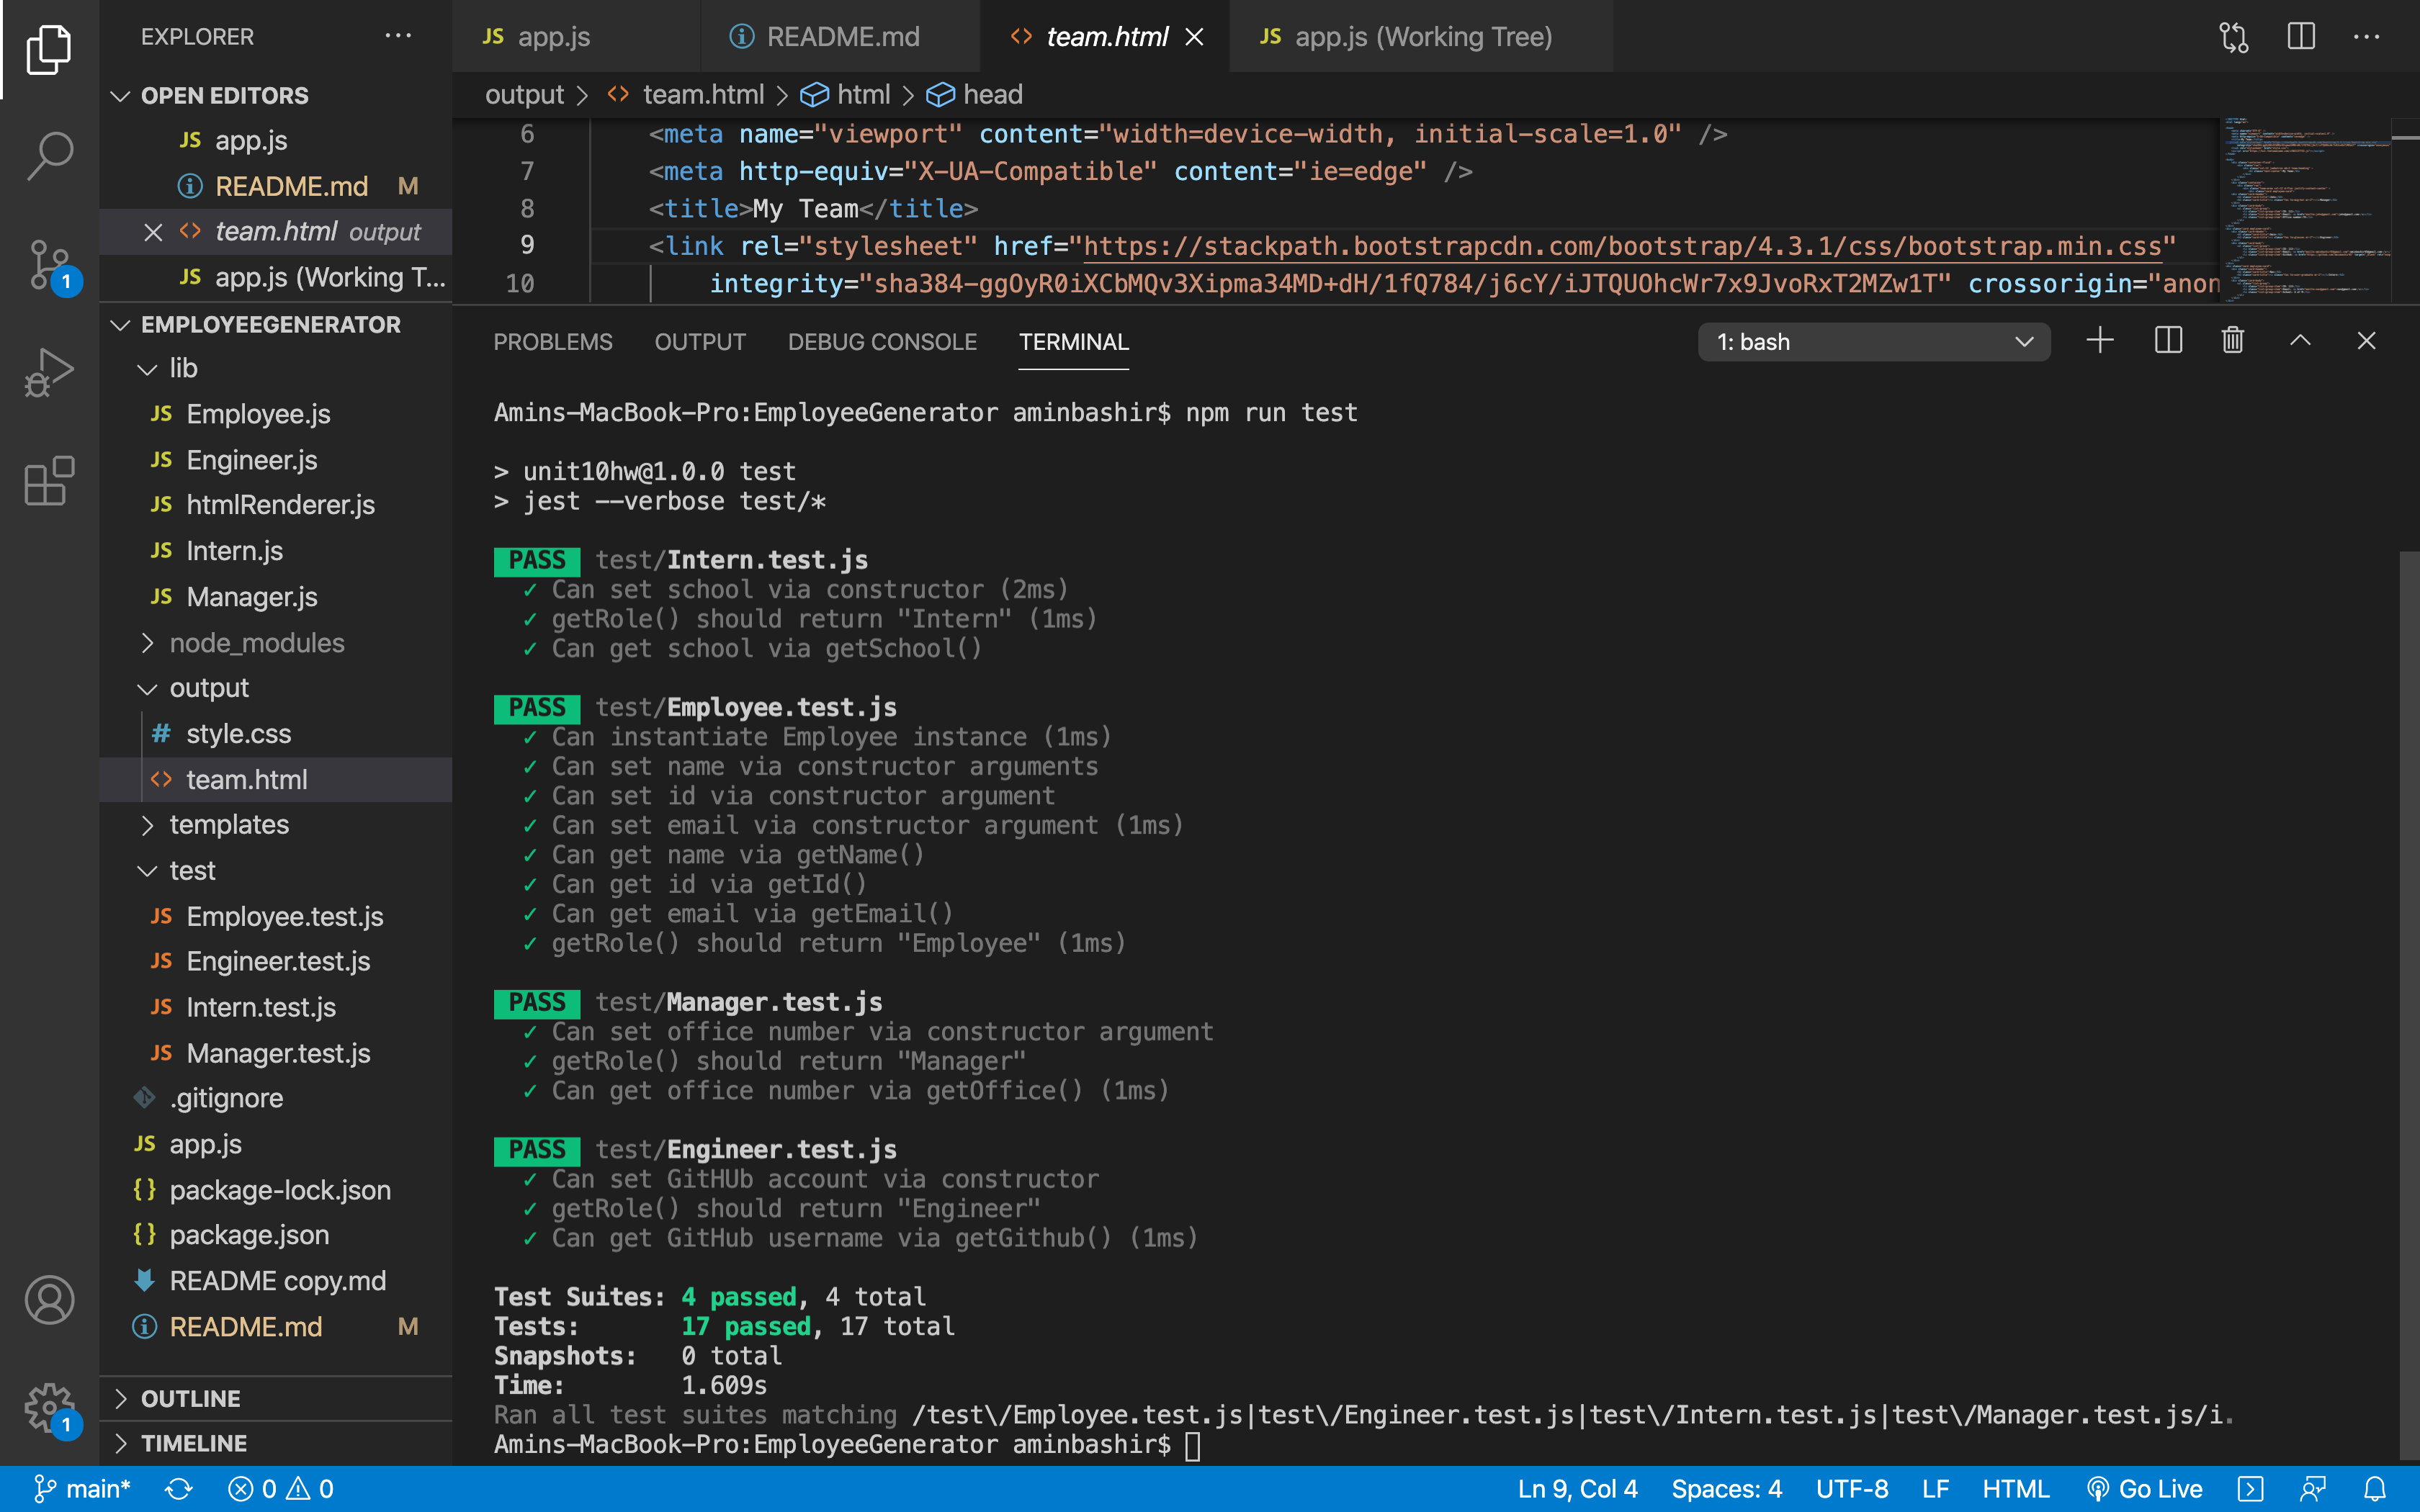 EXPLORER
OPEN EDITORS
JS app.js
README.md M
team.html output
JS app.js (Working T...
EMPLOYEEGENERATOR
lib
JS Employee.js
JS Engineer.js
JS htmlRenderer.js
JS Intern.js
JS Manager.js
node_modules
output
# style.css
<> team.html
templates
test
JS Employee.test.js
JS Engineer.test.js
JS Intern.test.js
JS Manager.test.js
.gitignore
JS app.js
{} package-lock.json
{} package.json
README copy.md
README.md M
OUTLINE
TIMELINE
1
1
JS app.js README.md <> team.html JS app.js (Working Tree)
output > <> team.html > html > head
6 <meta name="viewport" content="width=device-width, initial-scale=1.0" />
7 <meta http-equiv="X-UA-Compatible" content="ie=edge" />
8 <title>My Team</title>
9 <link rel="stylesheet" href="https://stackpath.bootstrapcdn.com/bootstrap/4.3.1/css/bootstrap.min.css"
10 integrity="sha384-ggOyR0iXCbMQv3Xipma34MD+dH/1fQ784/j6cY/iJTQUOhcWr7x9JvoRxT2MZw1T" crossorigin="anon
PROBLEMS OUTPUT DEBUG CONSOLE TERMINAL 1: bash
Amins-MacBook-Pro:EmployeeGenerator aminbashir$ npm run test
> unit10hw@1.0.0 test
> jest --verbose test/*
PASS test/Intern.test.js
✓ Can set school via constructor (2ms)
✓ getRole() should return "Intern" (1ms)
✓ Can get school via getSchool()
PASS test/Employee.test.js
✓ Can instantiate Employee instance (1ms)
✓ Can set name via constructor arguments
✓ Can set id via constructor argument
✓ Can set email via constructor argument (1ms)
✓ Can get name via getName()
✓ Can get id via getId()
✓ Can get email via getEmail()
✓ getRole() should return "Employee" (1ms)
PASS test/Manager.test.js
✓ Can set office number via constructor argument
✓ getRole() should return "Manager"
✓ Can get office number via getOffice() (1ms)
PASS test/Engineer.test.js
✓ Can set GitHUb account via constructor
✓ getRole() should return "Engineer"
✓ Can get GitHub username via getGithub() (1ms)
Test Suites: 4 passed, 4 total
Tests: 17 passed, 17 total
Snapshots: 0 total
Time: 1.609s
Ran all test suites matching /test\/Employee.test.js|test\/Engineer.test.js|test\/Intern.test.js|test\/Manager.test.js/i.
Amins-MacBook-Pro:EmployeeGenerator aminbashir$
main* 0 0 Ln 9, Col 4 Spaces: 4 UTF-8 LF HTML Go Live